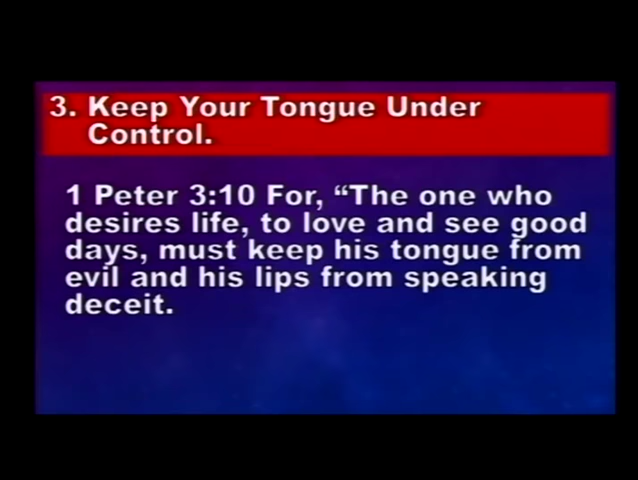 3. Keep Your Tongue Under
Control.
1 Peter 3:10 For, “The one who
desires life, to love and see good
days, must keep his tongue from
evil and his lips from speaking
deceit.